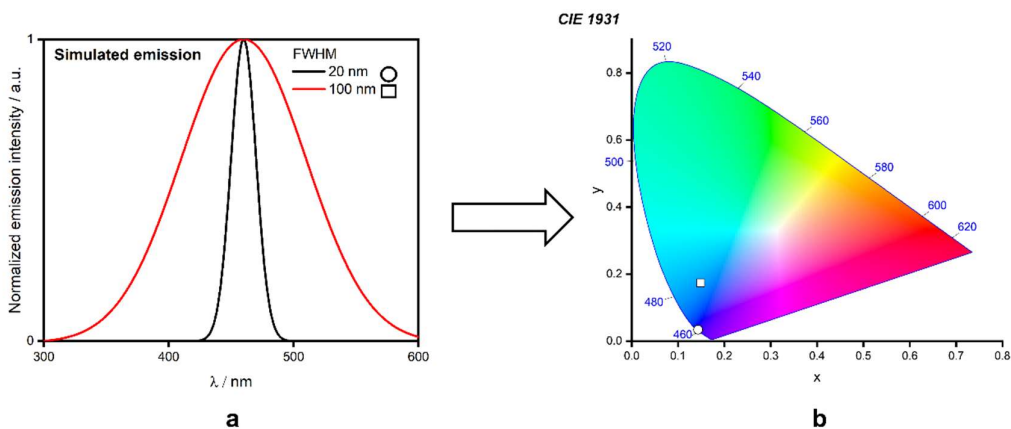 CIE 1931
Simulated emission
FWHM
20 nm
100 nm
Normalized emission intensity / a.u.
1
0
300
400
500
600
λ / nm
a
520
540
560
580
600
620
500
480
460
y
0.8
0.6
0.4
0.2
0.0
0.0
0.1
0.2
0.3
0.4
0.5
0.6
0.7
0.8
x
b